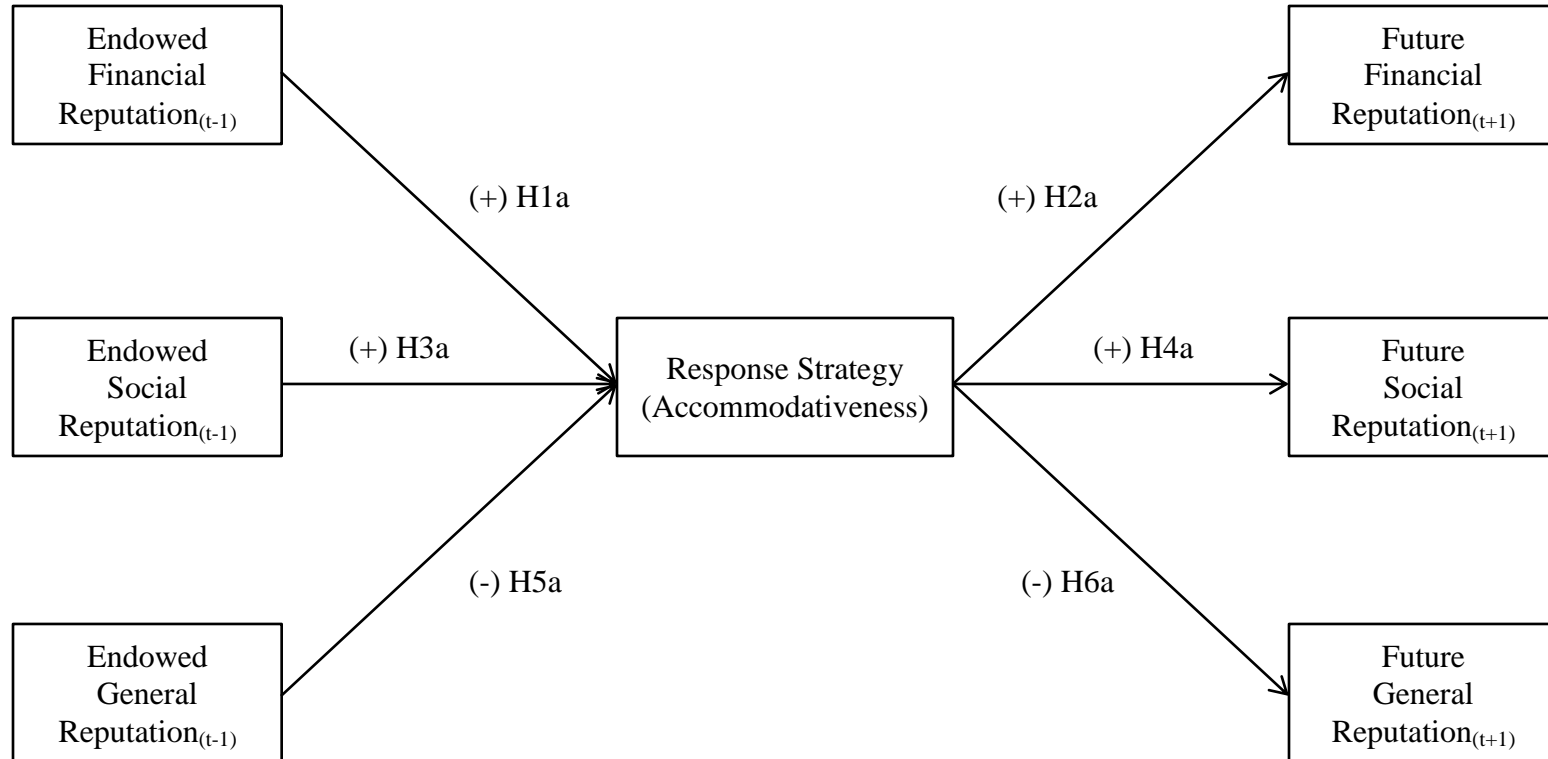 Endowed
Financial
Reputation(t-1)
Future
Financial
Reputation(t+1)
(+) H1a
(+) H2a
Endowed
Social
Reputation(t-1)
(+) H3a
Response Strategy
(Accommodativeness)
(+) H4a
Future
Social
Reputation(t+1)
(-) H5a
(-) H6a
Endowed
General
Reputation(t-1)
Future
General
Reputation(t+1)